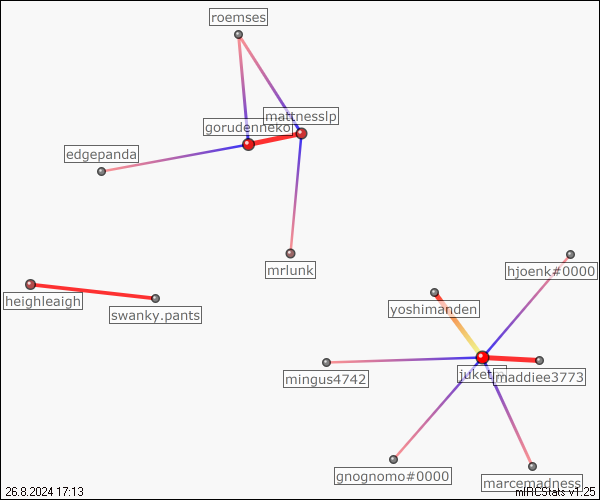 roemses
mattnesslp
gorudenneko
edgepanda
mrlunk
hjoenk#0000
heighleaigh
yoshimanden
swanky.pants
maddiee3773
mingus4742
gnognomo#0000
marcemadness
26.8.2024 17:13
mIRCStats v1.25